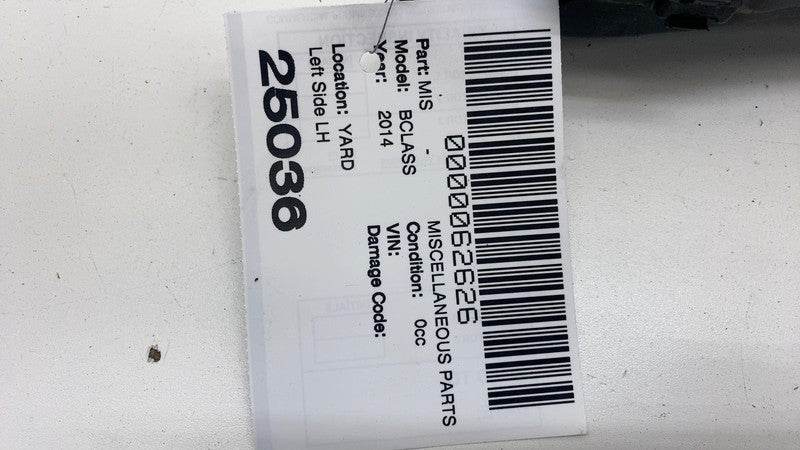 0000062626
Part: MIS - MISCELLANEOUS PARTS
Model: BCLASS Condition: 0cc
Year: 2014 VIN:
Damage Code:
Location: YARD
Left Side LH
25036